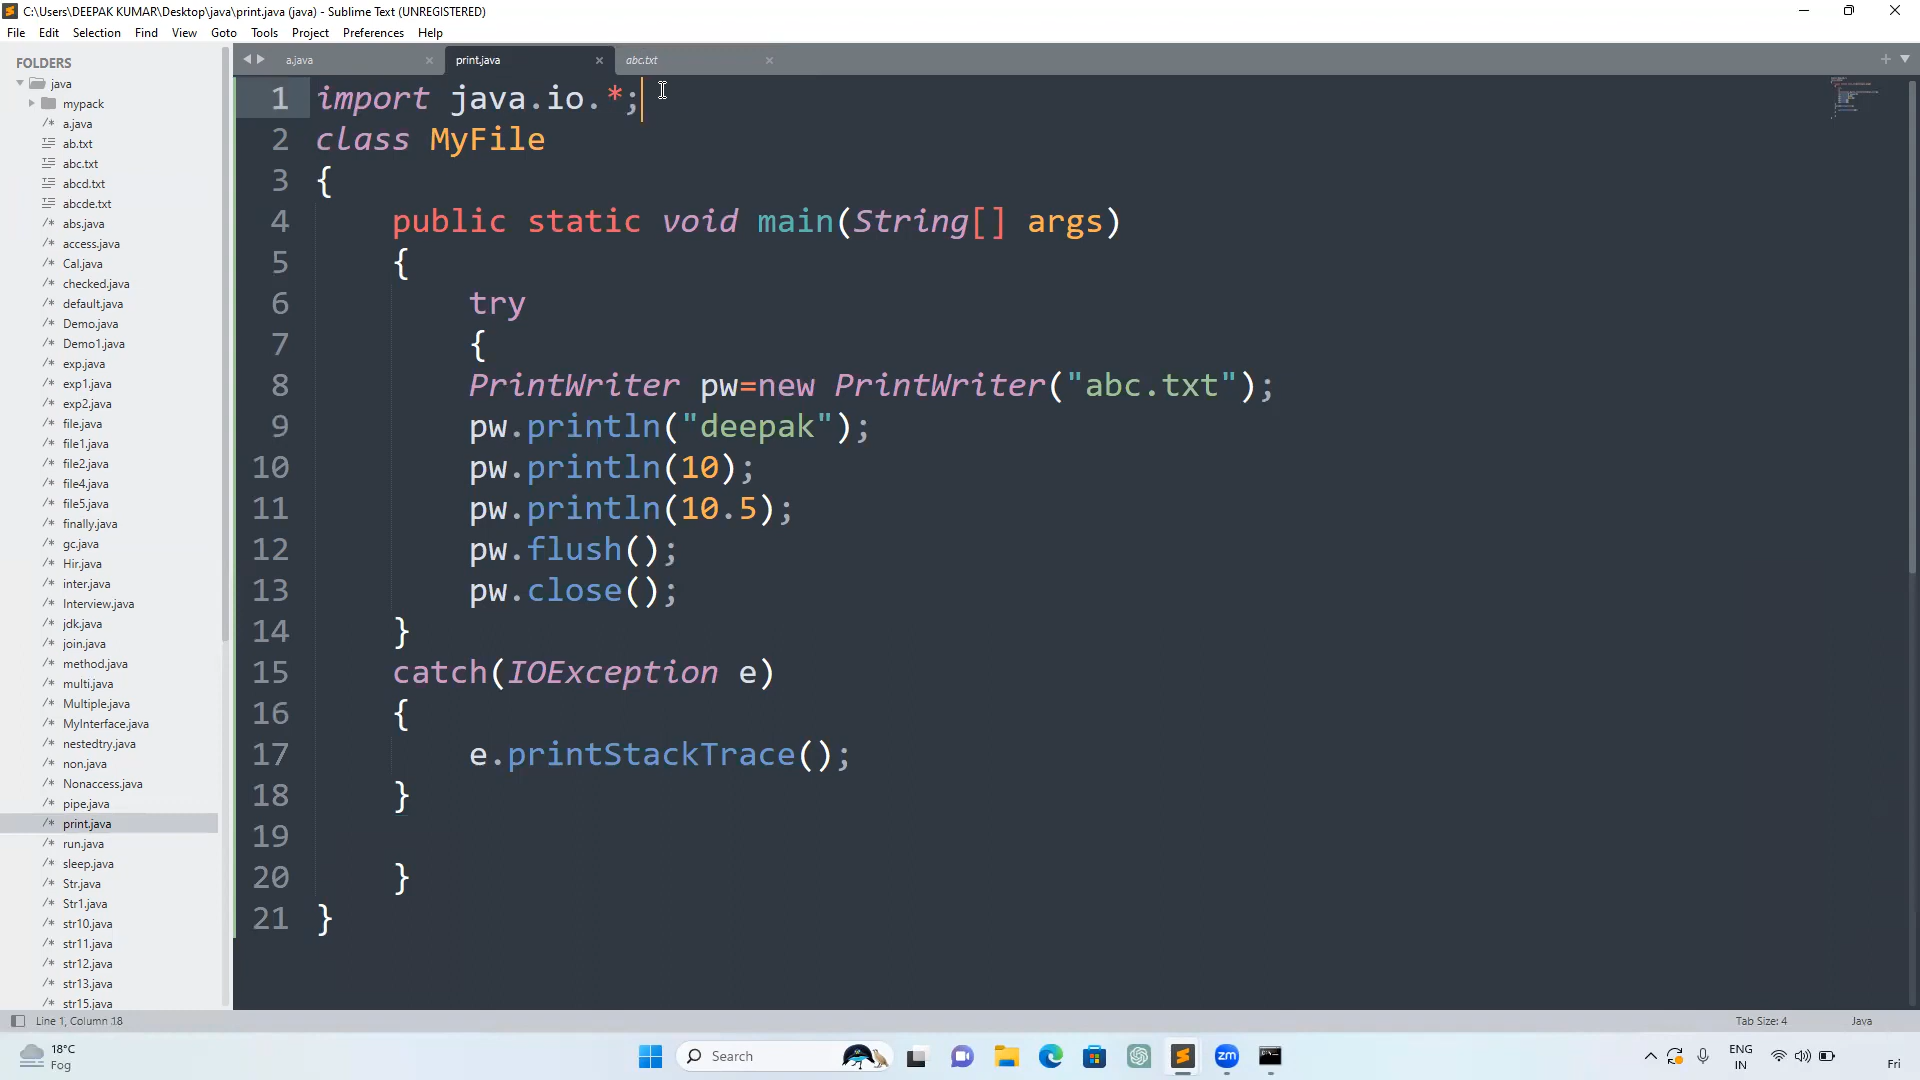 C:\Users\DEEPAK KUMAR\Desktop\java\print.java (java) - Sublime Text (UNREGISTERED)
File Edit Selection Find View Goto Tools Project Preferences Help
FOLDERS
java
mypack
/* a.java
ab.txt
abc.txt
abcd.txt
abcde.txt
/* abs.java
/* access.java
/* Cal.java
/* checked.java
/* default.java
/* Demo.java
/* Demo1.java
/* exp.java
/* exp1.java
/* exp2.java
/* file.java
/* file1.java
/* file2.java
/* file4.java
/* file5.java
/* finally.java
/* gc.java
/* Hir.java
/* inter.java
/* Interview.java
/* jdk.java
/* join.java
/* method.java
/* multi.java
/* Multiple.java
/* MyInterface.java
/* nestedtry.java
/* non.java
/* Nonaccess.java
/* pipe.java
/* print.java
/* run.java
/* sleep.java
/* Str.java
/* Str1.java
/* str10.java
/* str11.java
/* str12.java
/* str13.java
/* str15.java
a.java print.java abc.txt
1 import java.io.*;
2 class MyFile
3 {
4 public static void main(String[] args)
5 {
6 try
7 {
8 PrintWriter pw=new PrintWriter("abc.txt");
9 pw.println("deepak");
10 pw.println(10);
11 pw.println(10.5);
12 pw.flush();
13 pw.close();
14 }
15 catch(IOException e)
16 {
17 e.printStackTrace();
18 }
19
20 }
21 }
Line 1, Column 18 Tab Size: 4 Java
18°C
Fog
Search
zm
ENG
IN
Fri